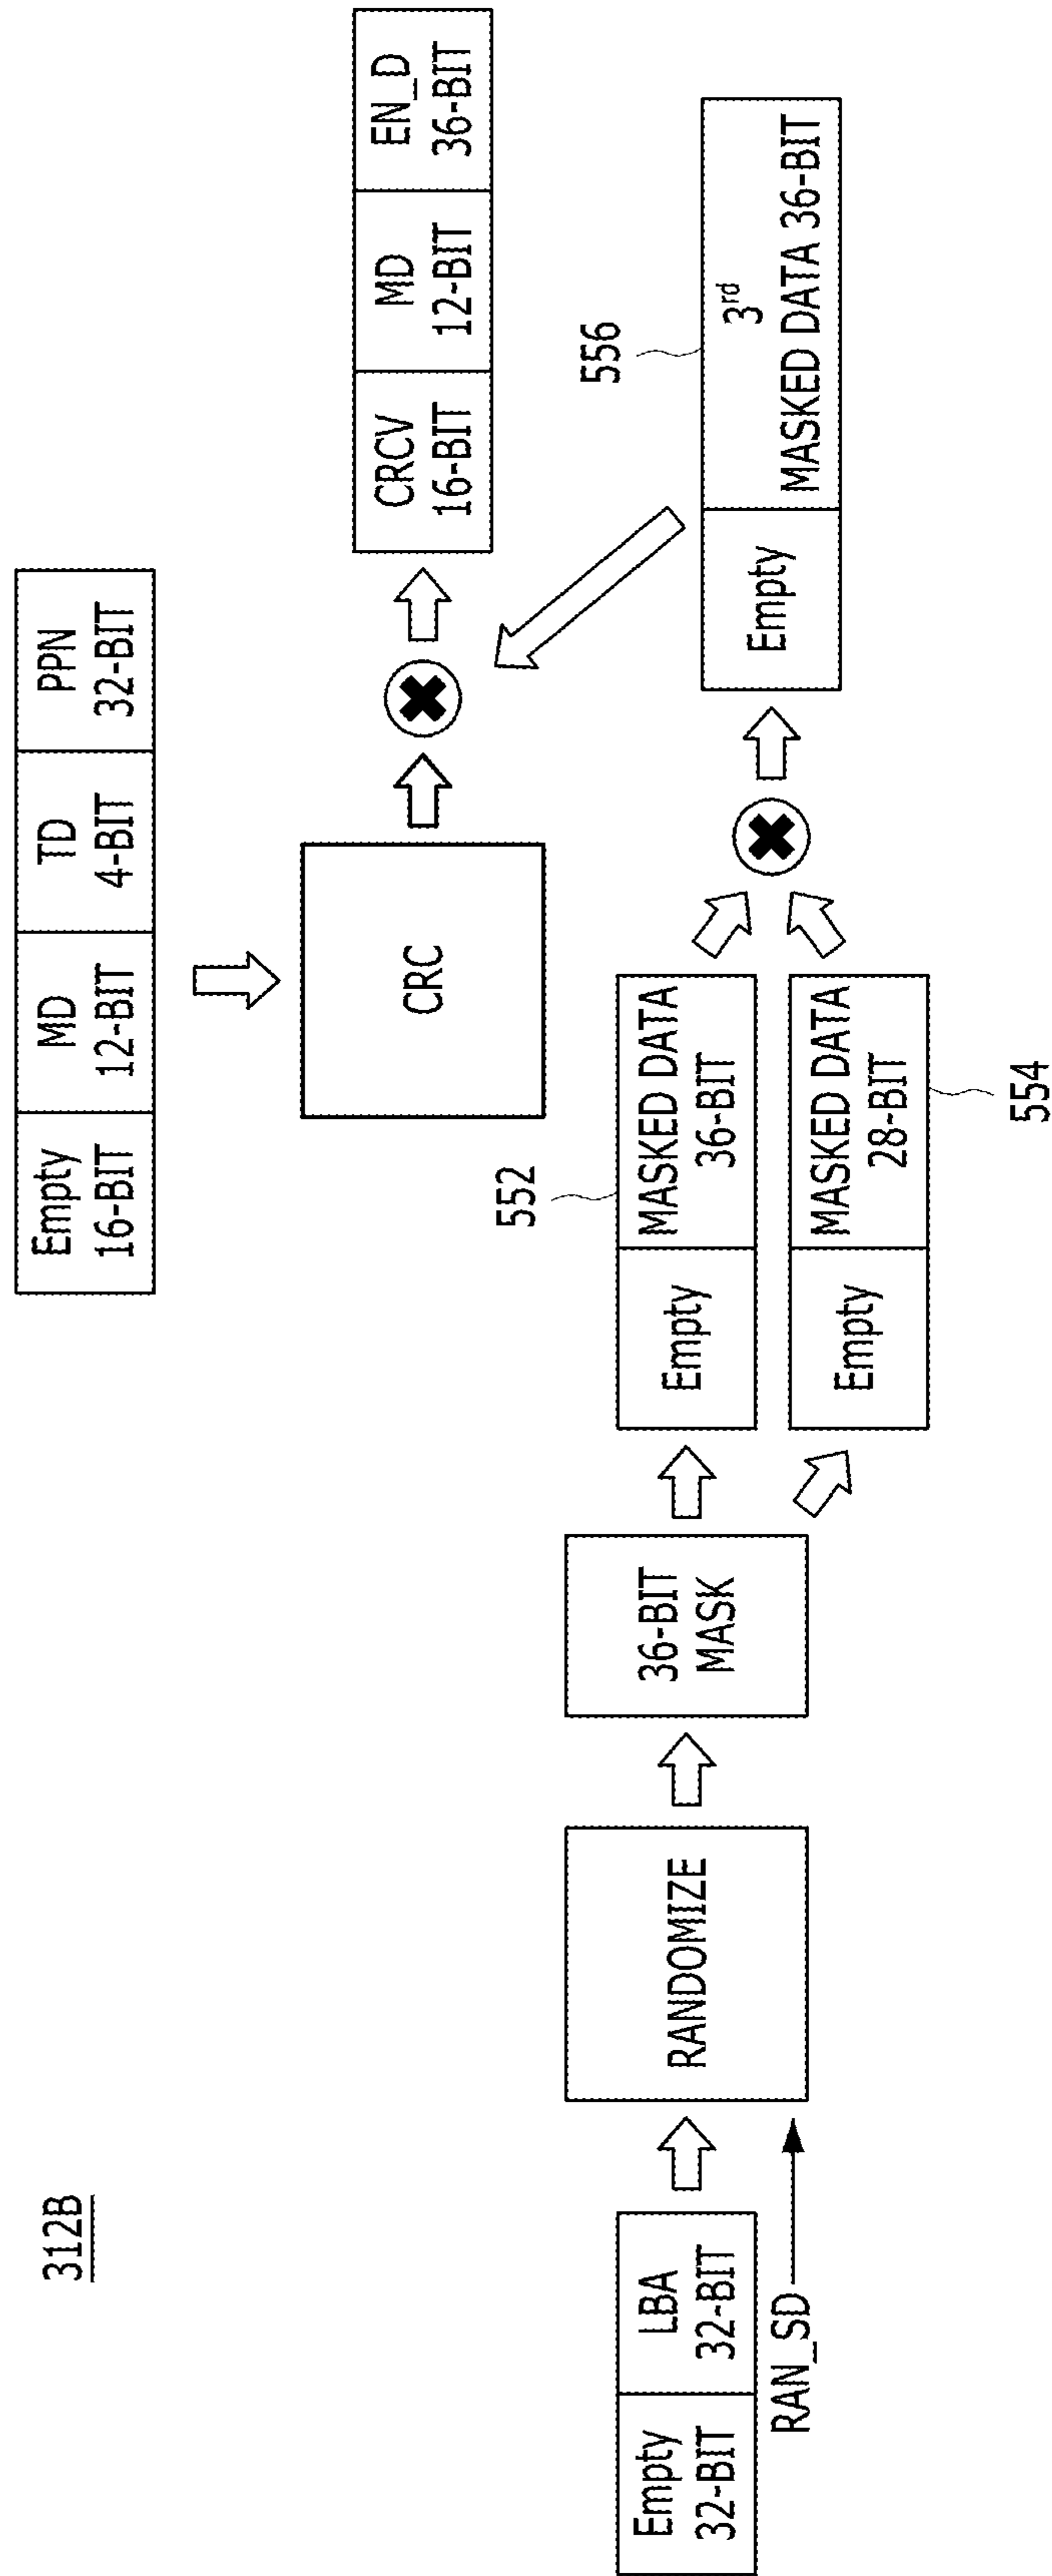 312B
Empty
16-BIT
MD
12-BIT
TD
4-BIT
PPN
32-BIT
CRC
CRCV
16-BIT
MD
12-BIT
EN_D
36-BIT
Empty
32-BIT
LBA
32-BIT
RAN_SD
RANDOMIZE
36-BIT
MASK
552
Empty
MASKED DATA
36-BIT
Empty
MASKED DATA
28-BIT
554
556
Empty
3rd
MASKED DATA 36-BIT